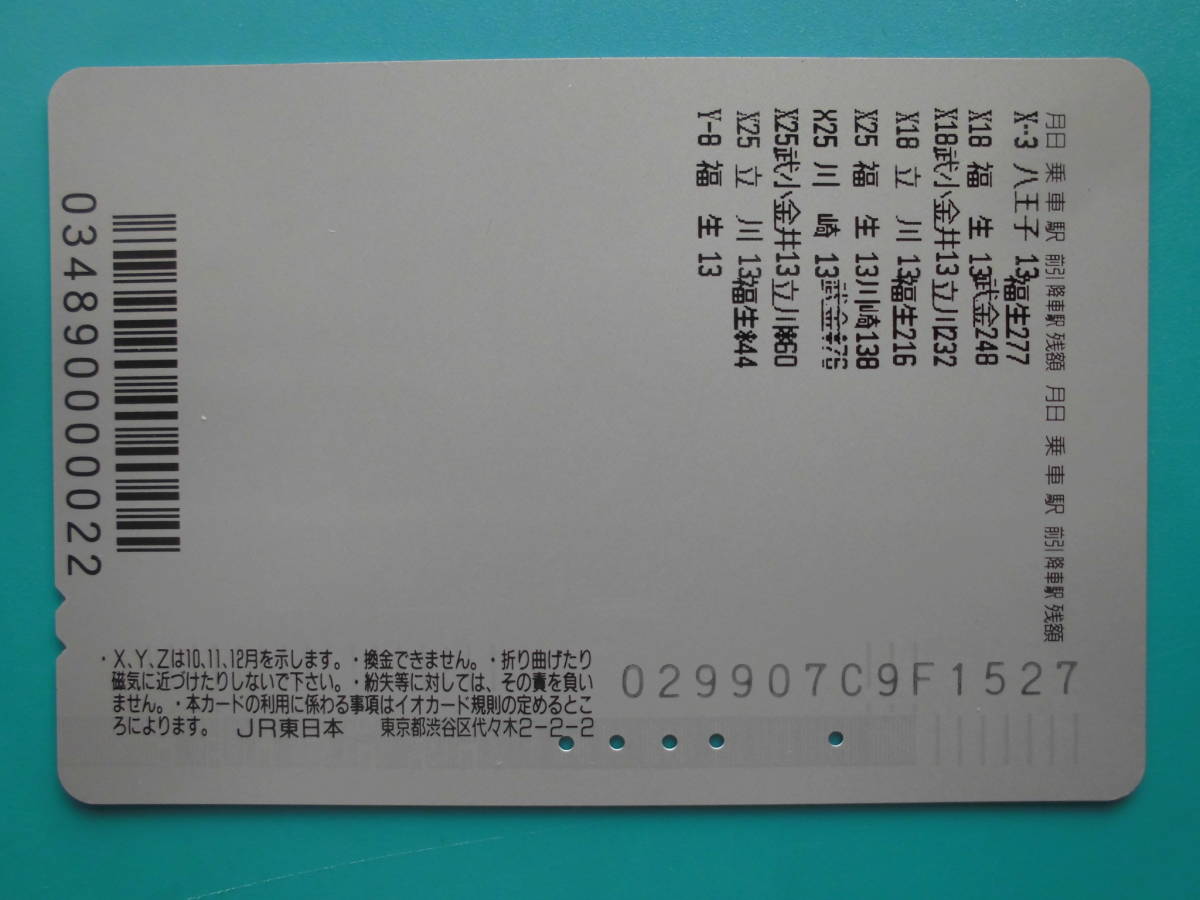 月日 乗車駅 前引 降車駅 残額 月日 乗車駅 前引 降車駅 残額
X-3 八王子 13福生277
X18 福 生 13武金248
X18武小金井13立川232
X18 立 川 13福生216
X25 福 生 13川崎138
X25 川 崎 13武金*76
X25武小金井13立川*60
X25 立 川 13福生*44
Y-8 福 生 13
0348900000022
029907C9F1527
・X、Y、Zは10、11、12月を示します。・換金できません。・折り曲げたり
磁気に近づけたりしないで下さい。・紛失等に対しては、その責を負い
ません。・本カードの利用に係わる事項はイオカード規則の定めるとこ
ろによります。 JR東日本 東京都渋谷区代々木2-2-2